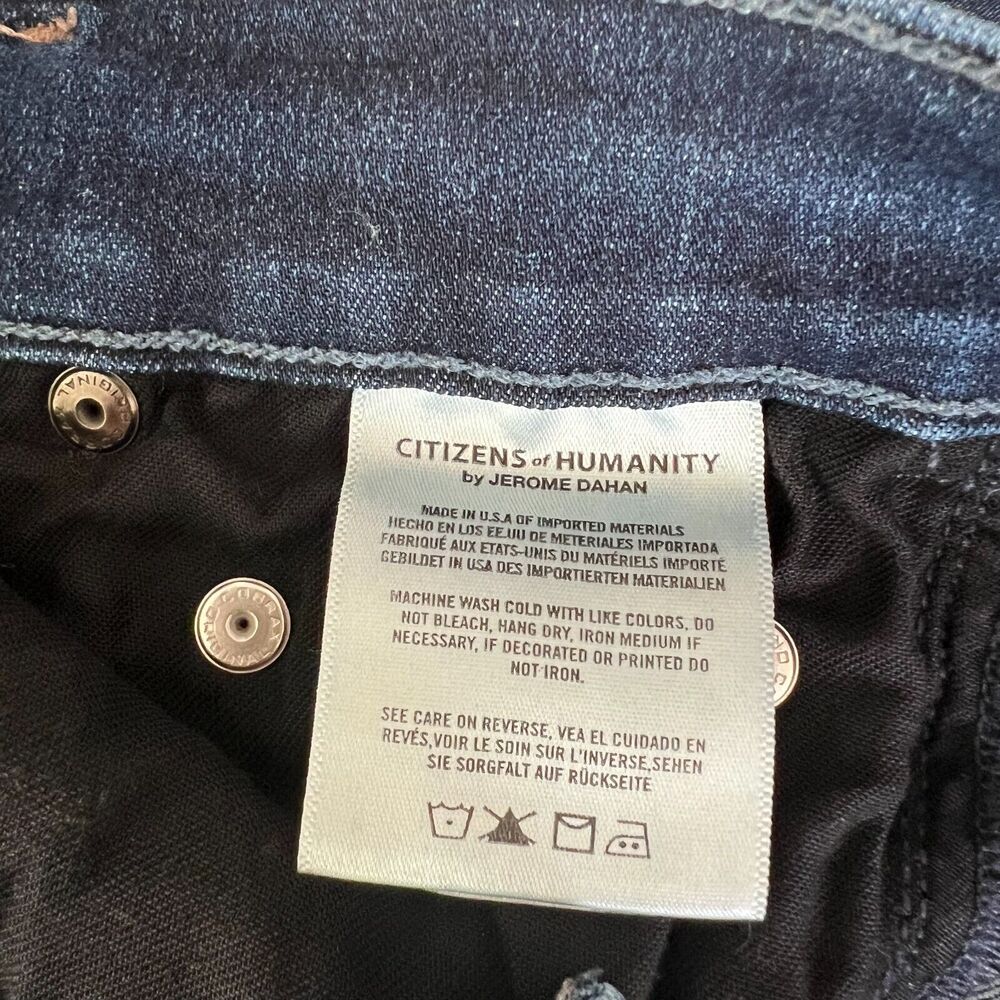 CITIZENS of HUMANITY
by JEROME DAHAN
MADE IN U.S.A OF IMPORTED MATERIALS
HECHO EN LOS EE.UU DE METERIALES IMPORTADA
FABRIQUÉ AUX ETATS-UNIS DU MATÉRIELS IMPORTÉ
GEBILDET IN USA DES IMPORTIERTEN MATERIALIEN
MACHINE WASH COLD WITH LIKE COLORS, DO
NOT BLEACH, HANG DRY, IRON MEDIUM IF
NECESSARY, IF DECORATED OR PRINTED DO
NOT IRON.
SEE CARE ON REVERSE, VEA EL CUIDADO EN
REVÉS,VOIR LE SOIN SUR L'INVERSE,SEHEN
SIE SORGFALT AUF RÜCKSEITE
ORIGINAL